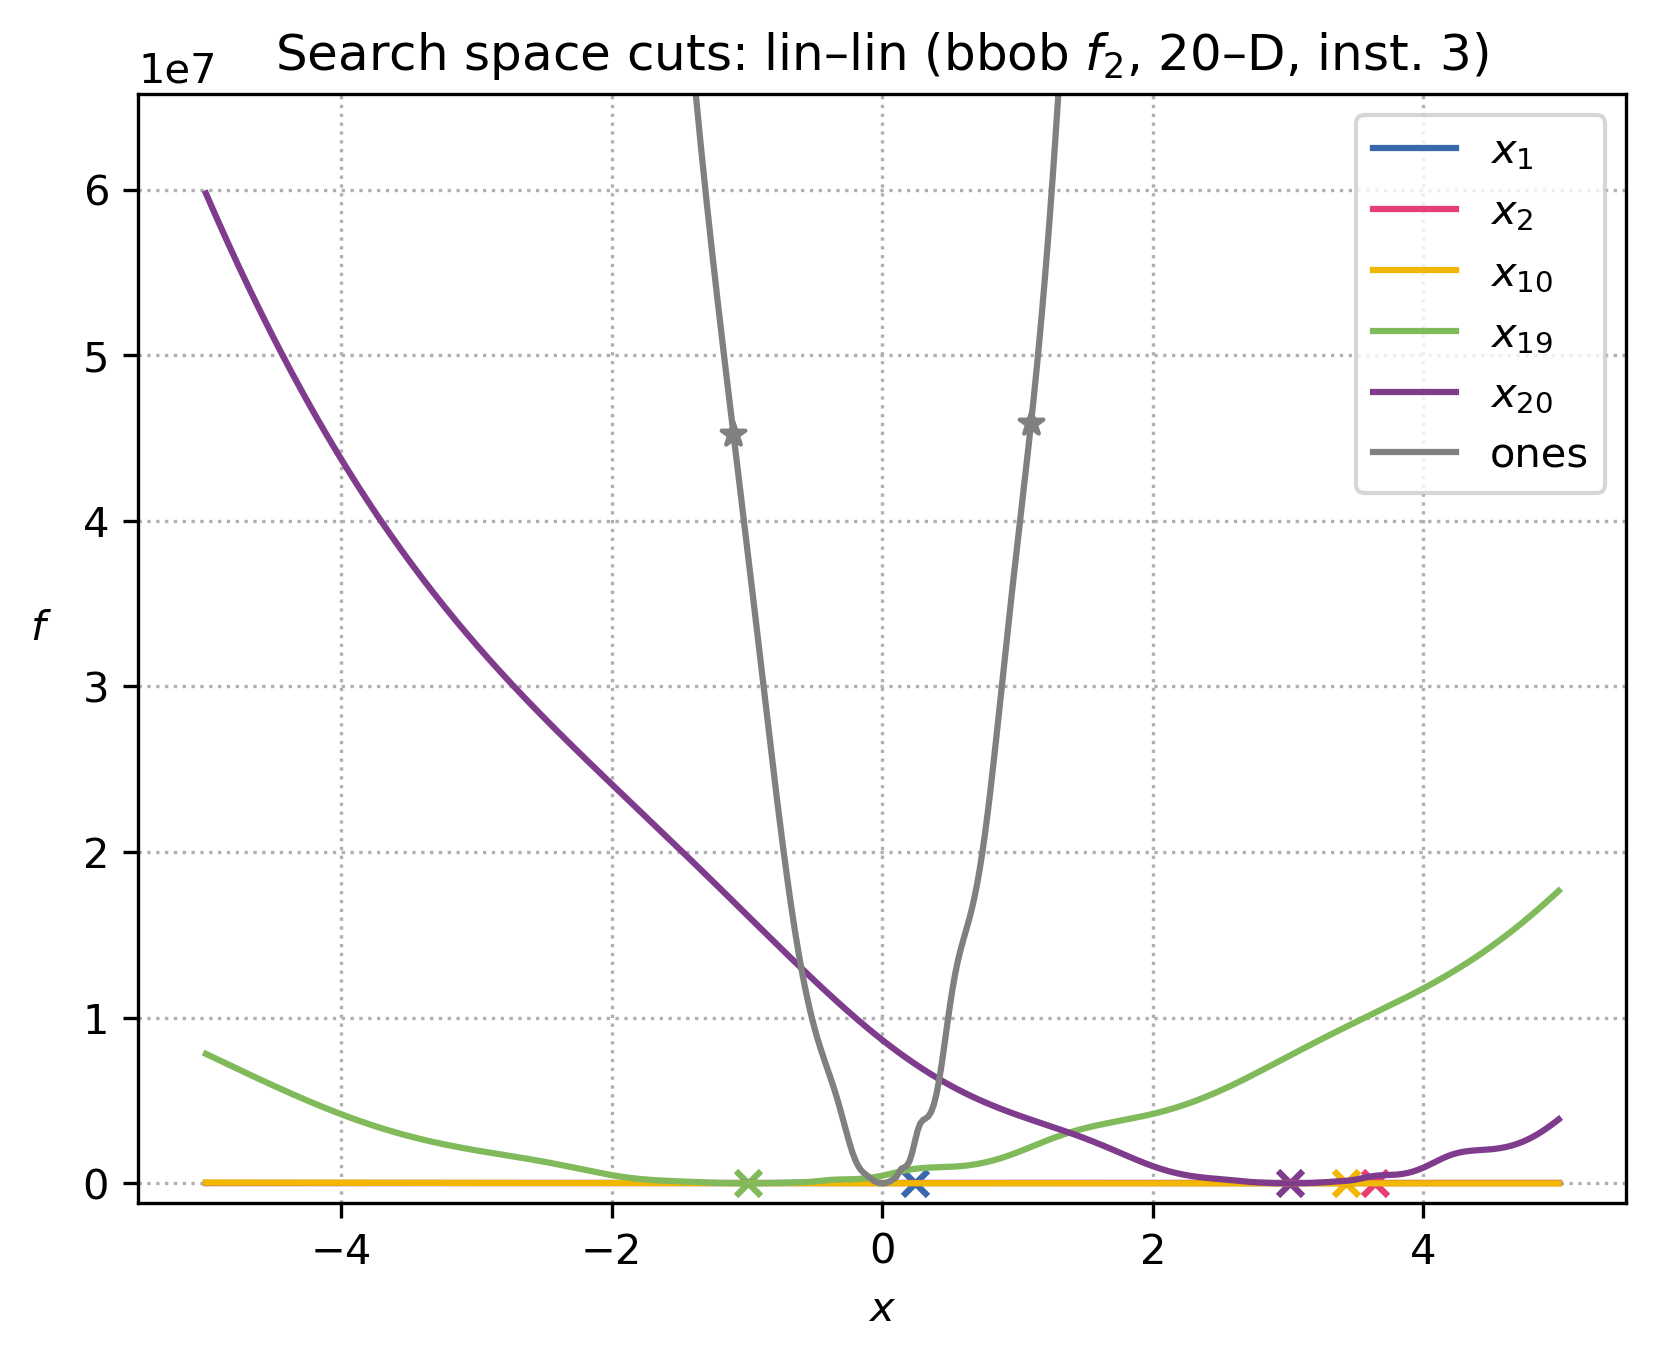 Search space cuts: lin–lin (bbob f₂, 20–D, inst. 3)
1e7
6
5
4
3
2
1
0
f
−4
−2
0
2
4
x
x₁
x₂
x₁₀
x₁₉
x₂₀
ones